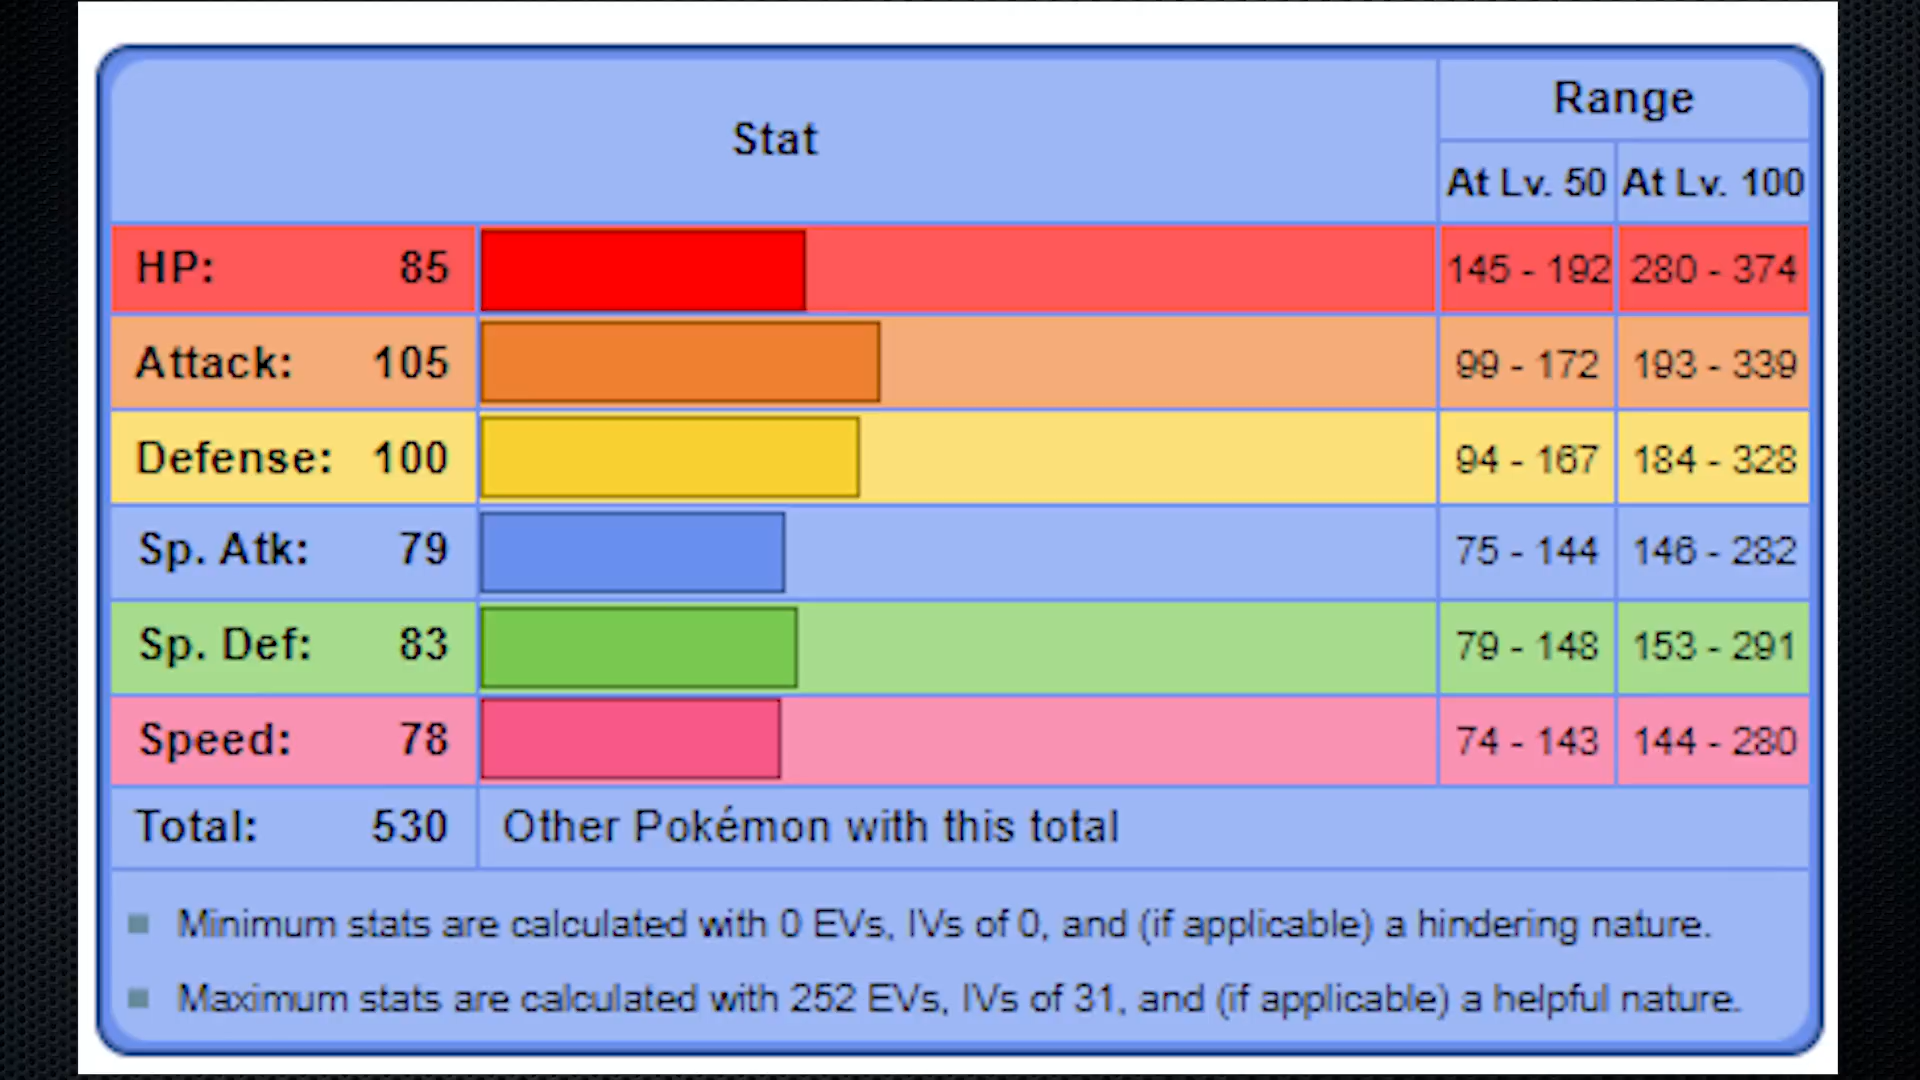 Stat Range
At Lv. 50 At Lv. 100
HP: 85 145 - 192 280 - 374
Attack: 105 99 - 172 193 - 339
Defense: 100 94 - 167 184 - 328
Sp. Atk: 79 75 - 144 146 - 282
Sp. Def: 83 79 - 148 153 - 291
Speed: 78 74 - 143 144 - 280
Total: 530 Other Pokémon with this total
Minimum stats are calculated with 0 EVs, IVs of 0, and (if applicable) a hindering nature.
Maximum stats are calculated with 252 EVs, IVs of 31, and (if applicable) a helpful nature.